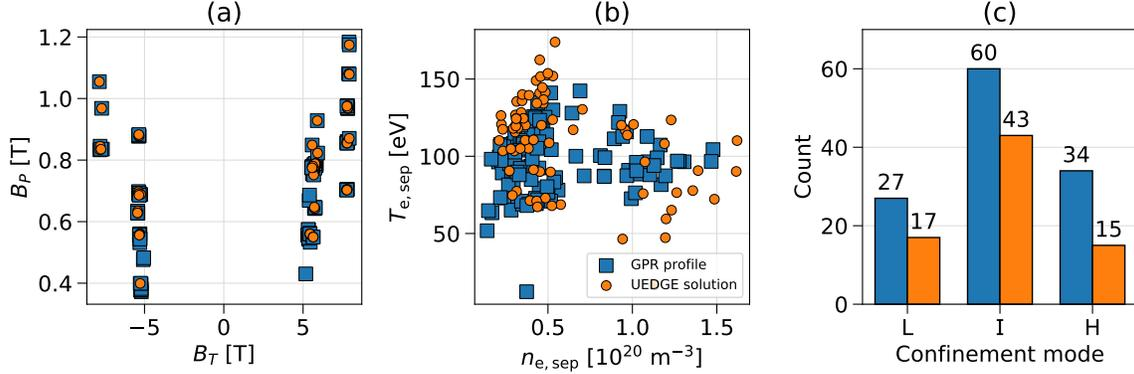 (a)
1.2
1.0
0.8
0.6
0.4
B_P [T]
−5
0
5
B_T [T]
(b)
150
100
50
T_{e, sep} [eV]
GPR profile
UEDGE solution
0.5
1.0
1.5
n_{e, sep} [10^{20} m^{−3}]
(c)
60
40
20
0
Count
27
17
60
43
34
15
L
I
H
Confinement mode